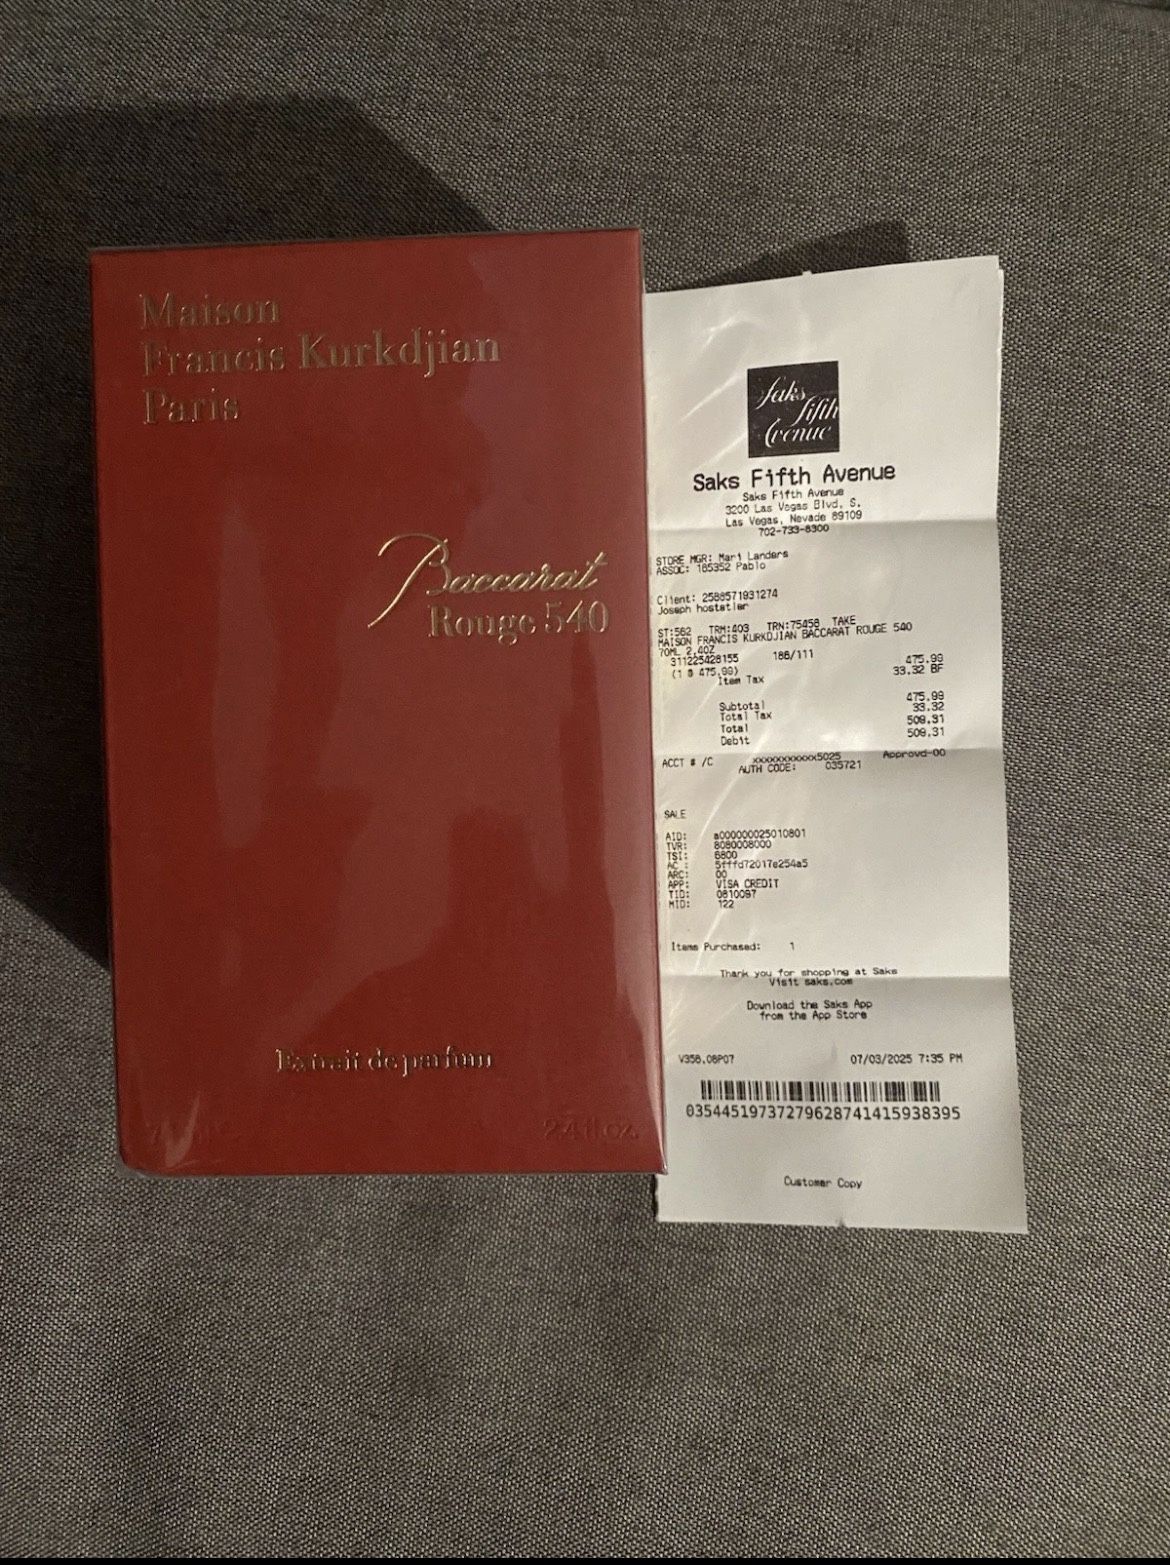 Maison
Francis Kurkdjian
Paris
Baccarat
Rouge 540
Extrait de parfum
2.4 fl.oz.
Saks
Fifth
Avenue
Saks Fifth Avenue
Saks Fifth Avenue
3200 Las Vegas Blvd, S.
Las Vegas, Nevade 89109
702-733-8300
STORE MGR: Mari Landers
ASSOC: 185352 Pablo
Client: 2588571931274
Joseph hostetler
ST:562 TRM:403 TRN:75458 TAKE
MAISON FRANCIS KURKDJIAN BACCARAT ROUGE 540
70ML 2.4OZ
311225428155 186/111 475.99
(1 @ 475.99) 33.32 BF
Item Tax
Subtotal 475.99
Total Tax 33.32
Total 509.31
Debit 509.31
ACCT # /C xxxxxxxxxxxx5025 Approvd-00
AUTH CODE: 035721
SALE
AID: a0000000025010801
TVR: 8080008000
TSI: 6800
AC : 5fffd72017e254a5
ARC: 00
APP: VISA CREDIT
TID: 0810097
MID: 122
Items Purchased: 1
Thank you for shopping at Saks
Visit saks.com
Download the Saks App
from the App Store
V358.08P07 07/03/2025 7:35 PM
03544519737279628741415938395
Customer Copy